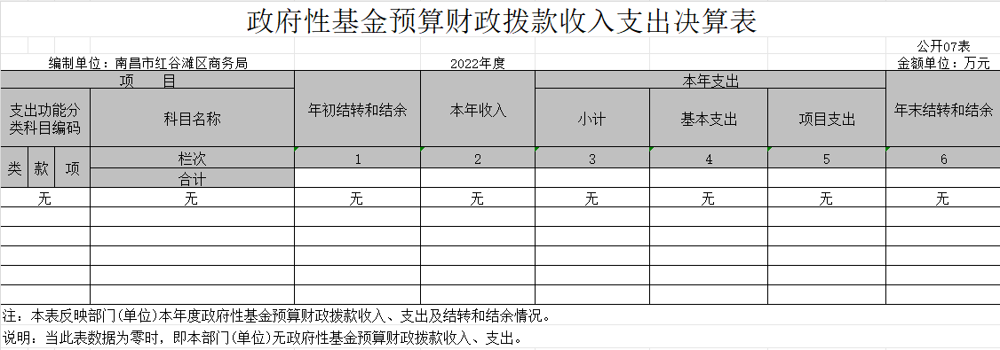 政府性基金预算财政拨款收入支出决算表
公开07表
编制单位：南昌市红谷滩区商务局 2022年度 金额单位：万元
项 目 年初结转和结余 本年收入 本年支出 年末结转和结余
支出功能分类科目编码 科目名称 小计 基本支出 项目支出
类 款 项 栏次 1 2 3 4 5 6
合计
无 无 无 无 无 无 无 无
注：本表反映部门(单位)本年度政府性基金预算财政拨款收入、支出及结转和结余情况。
说明：当此表数据为零时，即本部门(单位)无政府性基金预算财政拨款收入、支出。